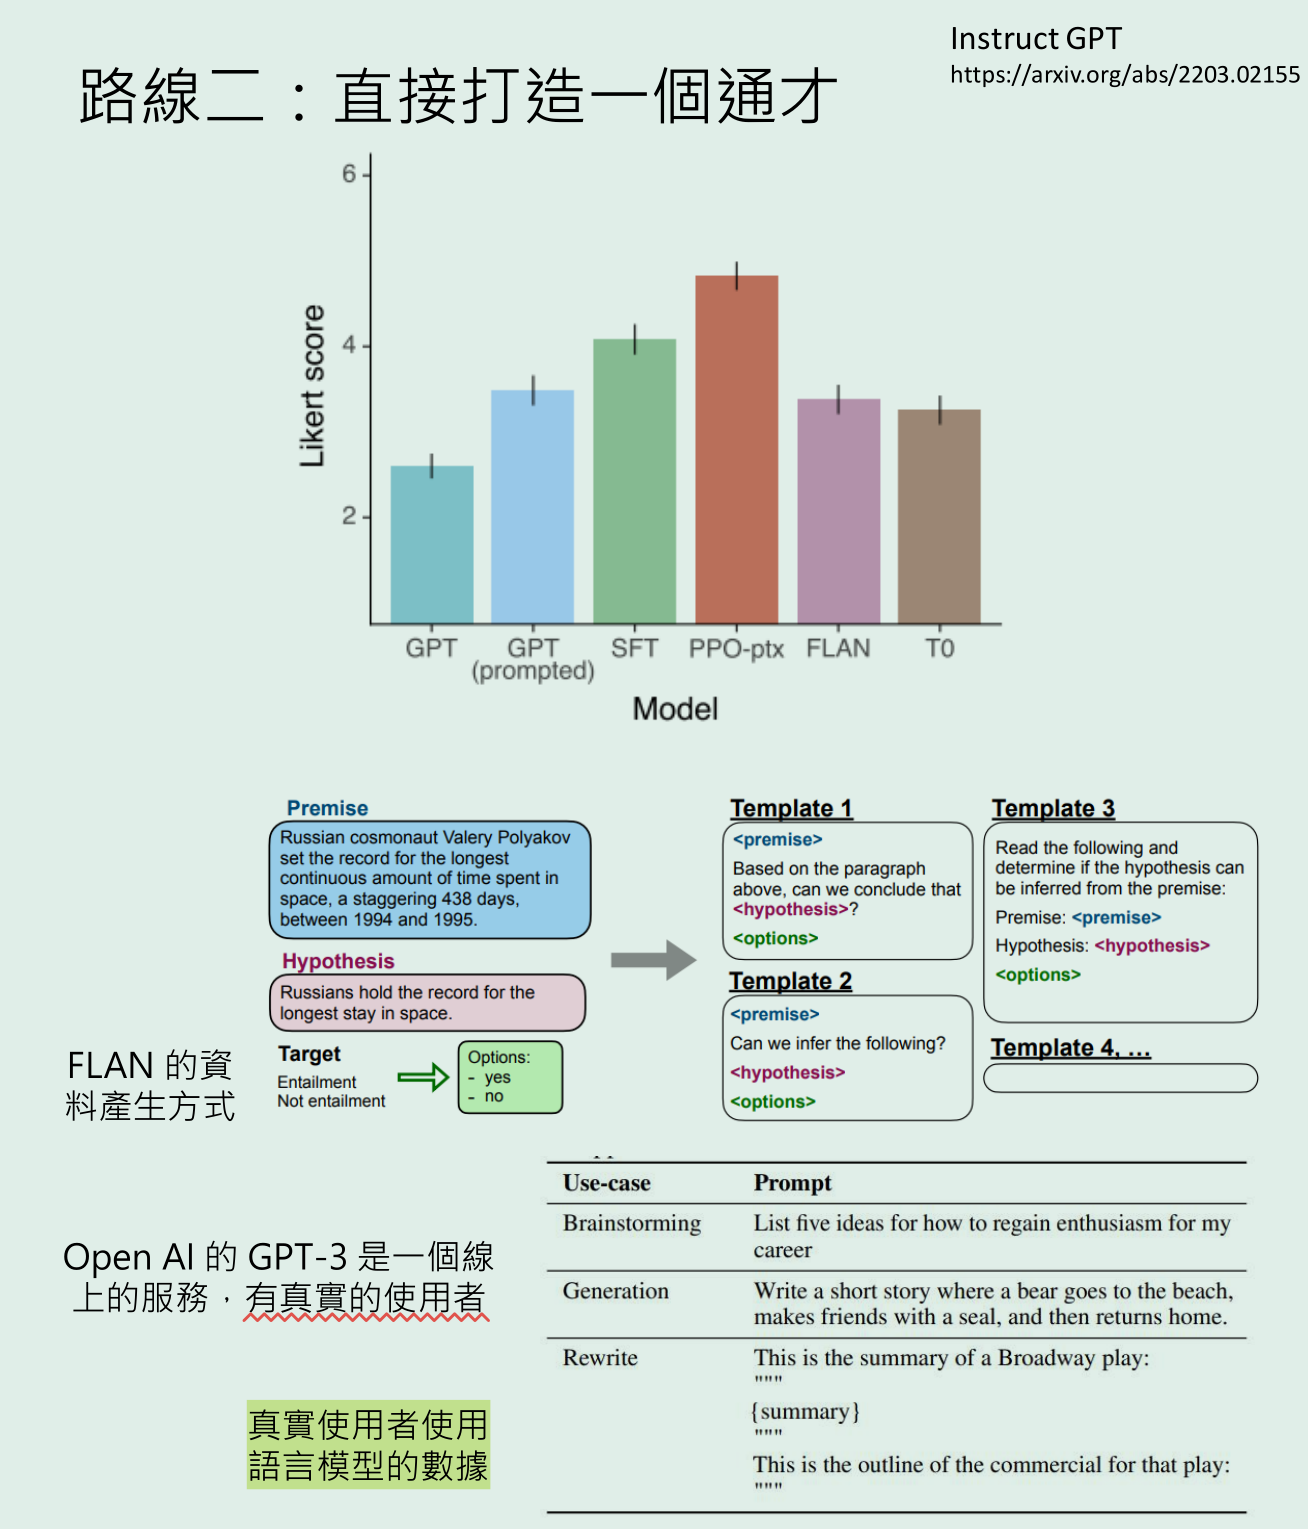 Instruct GPT
https://arxiv.org/abs/2203.02155
路線二：直接打造一個通才
6
4
2
Likert score
GPT
GPT
(prompted)
SFT
PPO-ptx
FLAN
T0
Model
FLAN 的資
料產生方式
Premise
Russian cosmonaut Valery Polyakov
set the record for the longest
continuous amount of time spent in
space, a staggering 438 days,
between 1994 and 1995.
Hypothesis
Russians hold the record for the
longest stay in space.
Target
Entailment
Not entailment
Options:
- yes
- no
Template 1
<premise>
Based on the paragraph
above, can we conclude that
<hypothesis>?
<options>
Template 2
<premise>
Can we infer the following?
<hypothesis>
<options>
Template 3
Read the following and
determine if the hypothesis can
be inferred from the premise:
Premise: <premise>
Hypothesis: <hypothesis>
<options>
Template 4, ...
Open AI 的 GPT-3 是一個線
上的服務，有真實的使用者
真實使用者使用
語言模型的數據
Use-case Prompt
Brainstorming List five ideas for how to regain enthusiasm for my
career
Generation Write a short story where a bear goes to the beach,
makes friends with a seal, and then returns home.
Rewrite This is the summary of a Broadway play:
"""
{summary}
"""
This is the outline of the commercial for that play:
"""